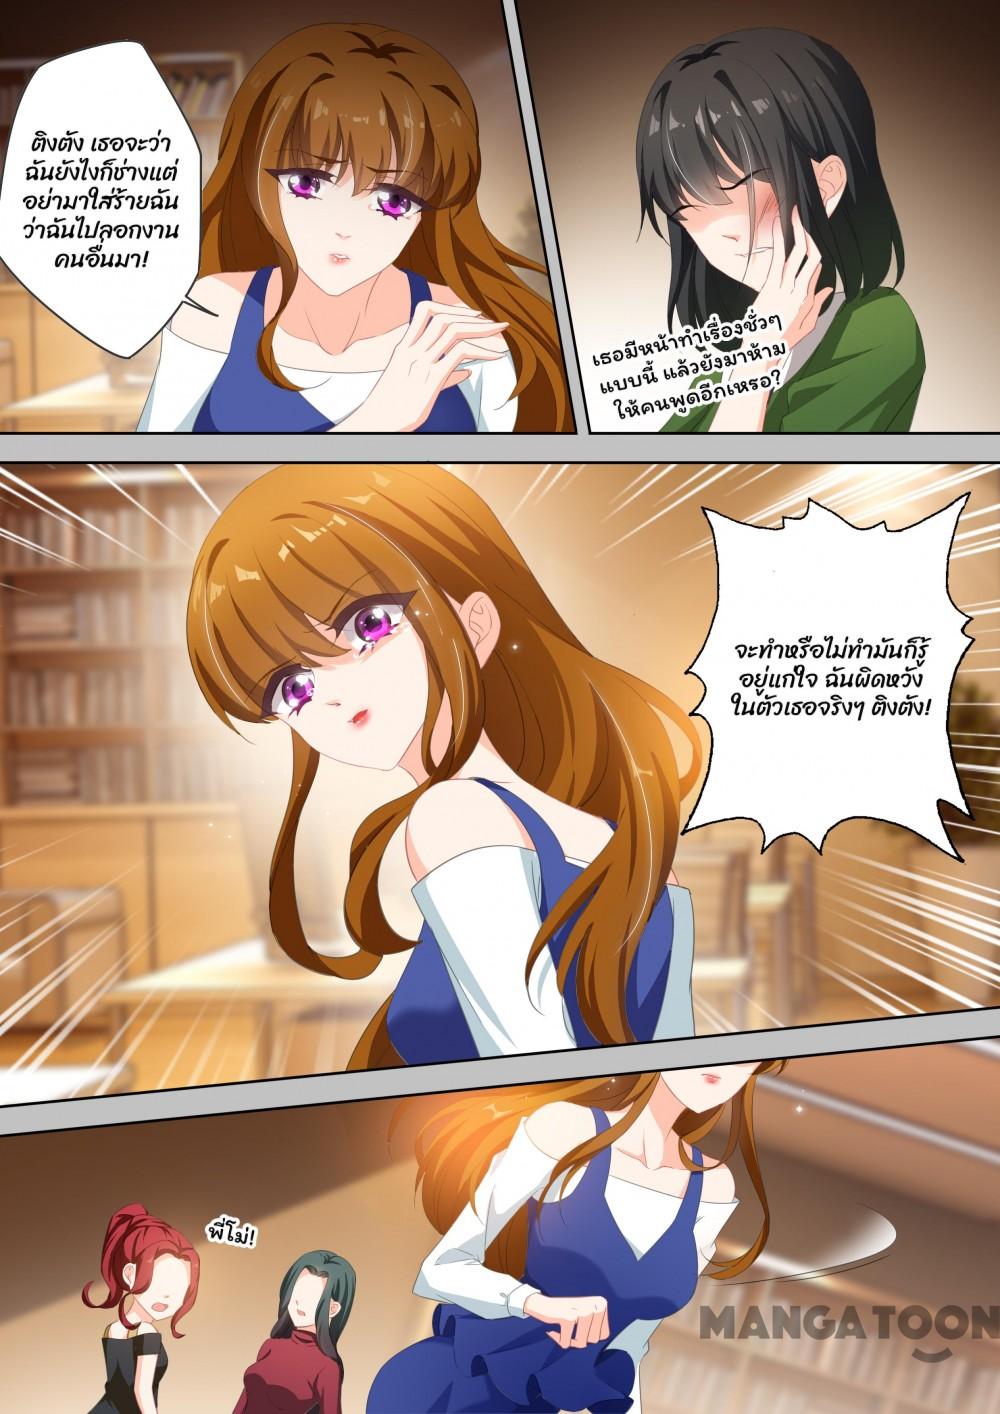 ติงตัง เธอจะว่า
ฉันยังไงก็ช่างแต่
อย่ามาใส่ร้ายฉัน
ว่าฉันไปลอกงาน
คนอื่นมา!
เธอมีหน้าทำเรื่องชั่วๆ
แบบนี้ แล้วยังมาห้าม
ให้คนพูดอีกเหรอ?
จะทำหรือไม่ทำมันก็รู้
อยู่แก่ใจ ฉันผิดหวัง
ในตัวเธอจริงๆ ติงตัง!
พี่โม่!
MANGATOON